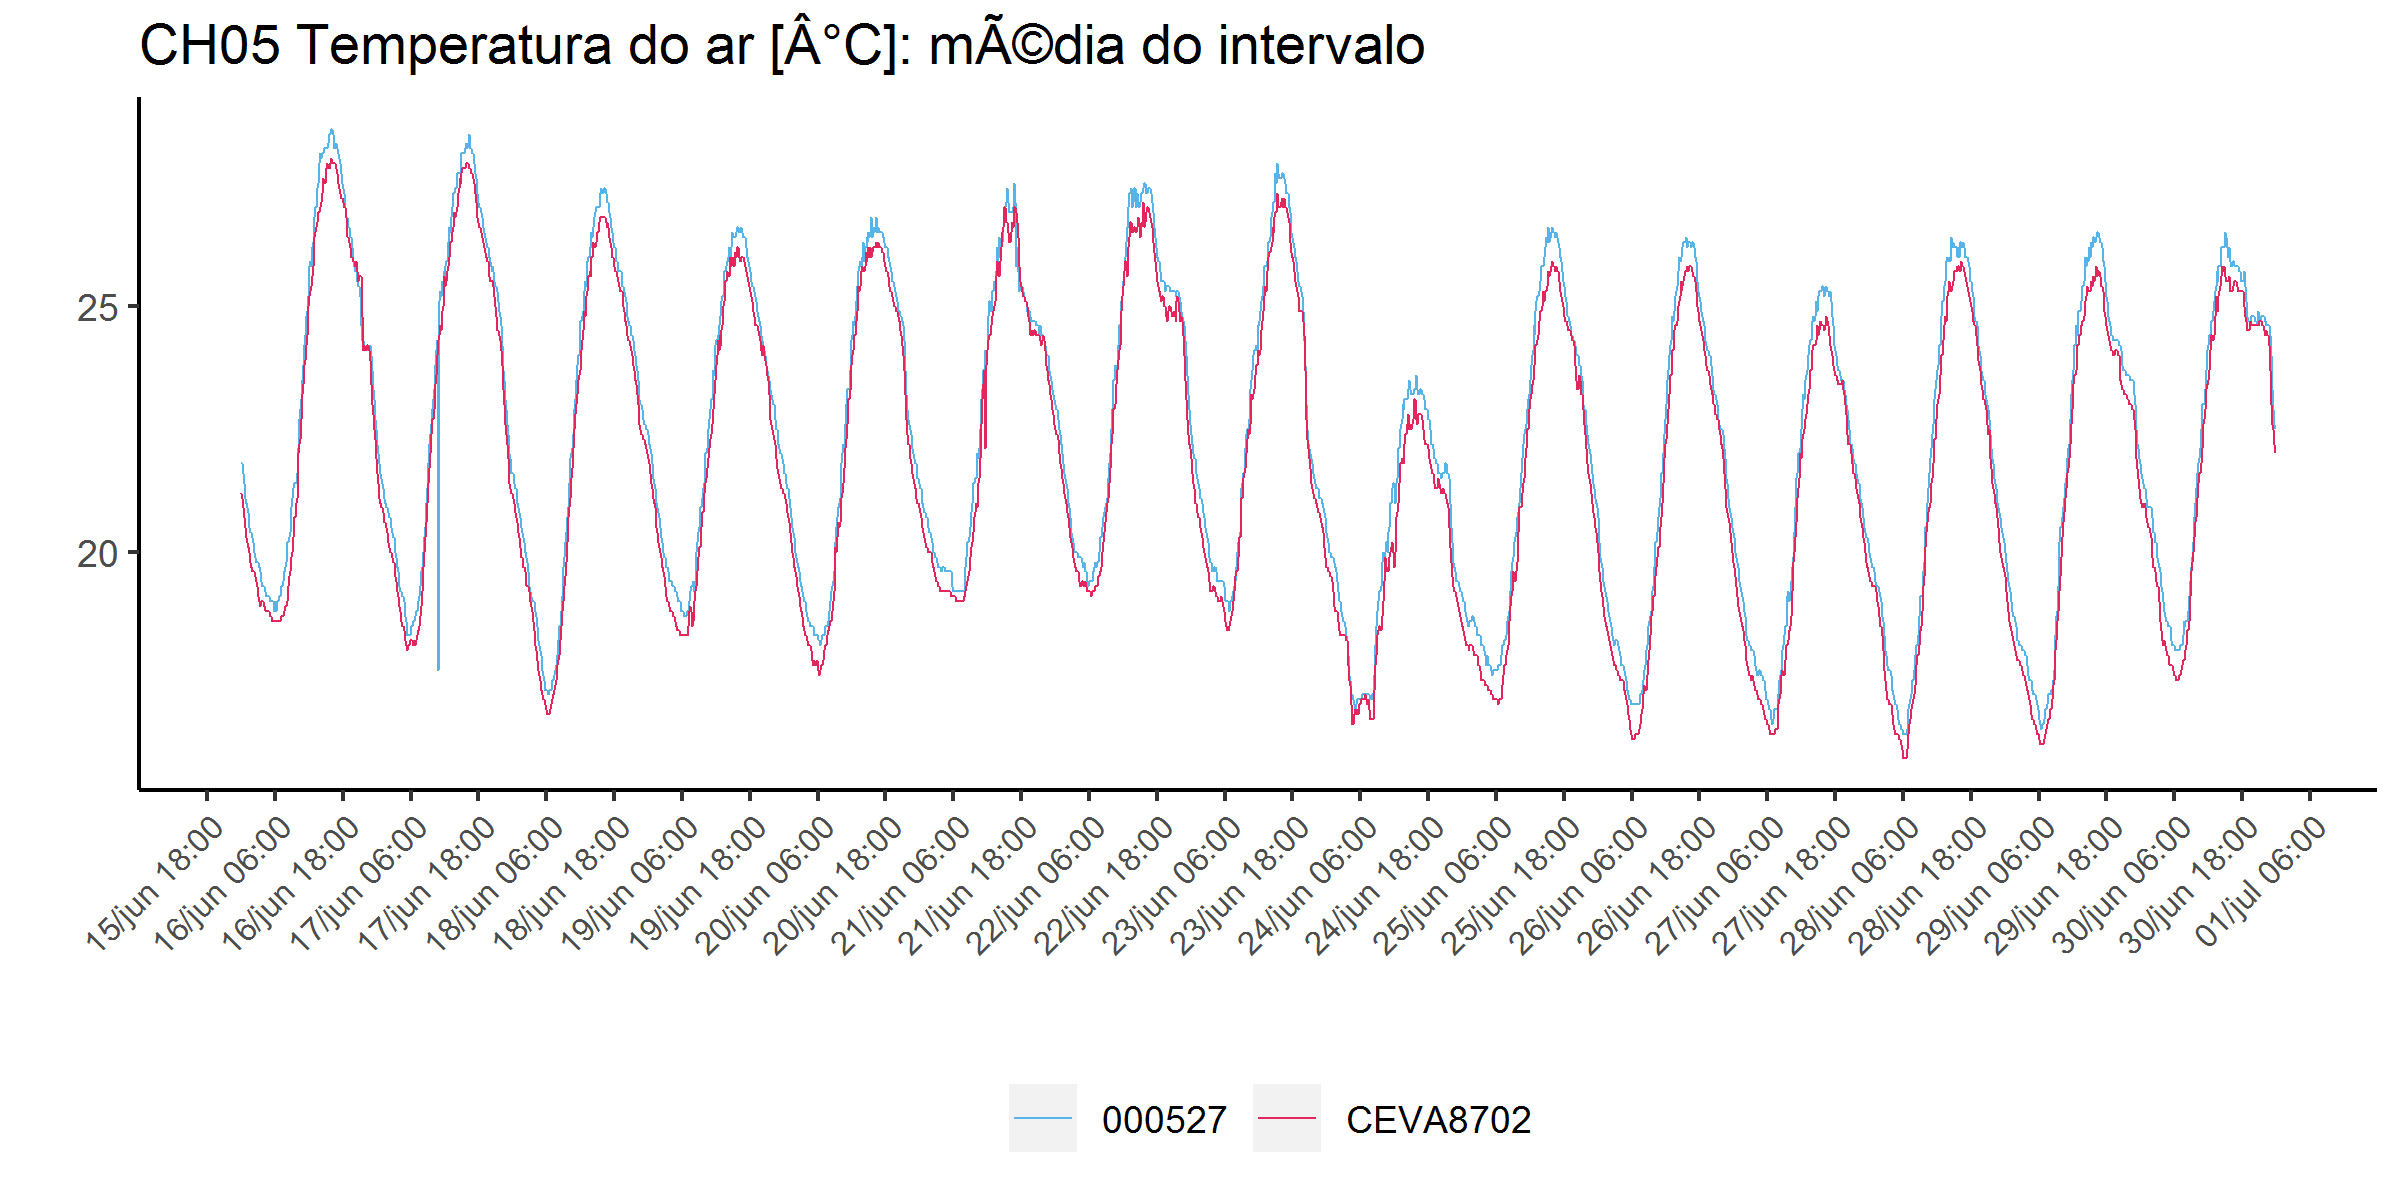 CH05 Temperatura do ar [Â°C]: mÃ©dia do intervalo
25
20
15/jun 18:00
16/jun 06:00
16/jun 18:00
17/jun 06:00
17/jun 18:00
18/jun 06:00
18/jun 18:00
19/jun 06:00
19/jun 18:00
20/jun 06:00
20/jun 18:00
21/jun 06:00
21/jun 18:00
22/jun 06:00
22/jun 18:00
23/jun 06:00
23/jun 18:00
24/jun 06:00
24/jun 18:00
25/jun 06:00
25/jun 18:00
26/jun 06:00
26/jun 18:00
27/jun 06:00
27/jun 18:00
28/jun 06:00
28/jun 18:00
29/jun 06:00
29/jun 18:00
30/jun 06:00
30/jun 18:00
01/jul 06:00
000527 CEVA8702